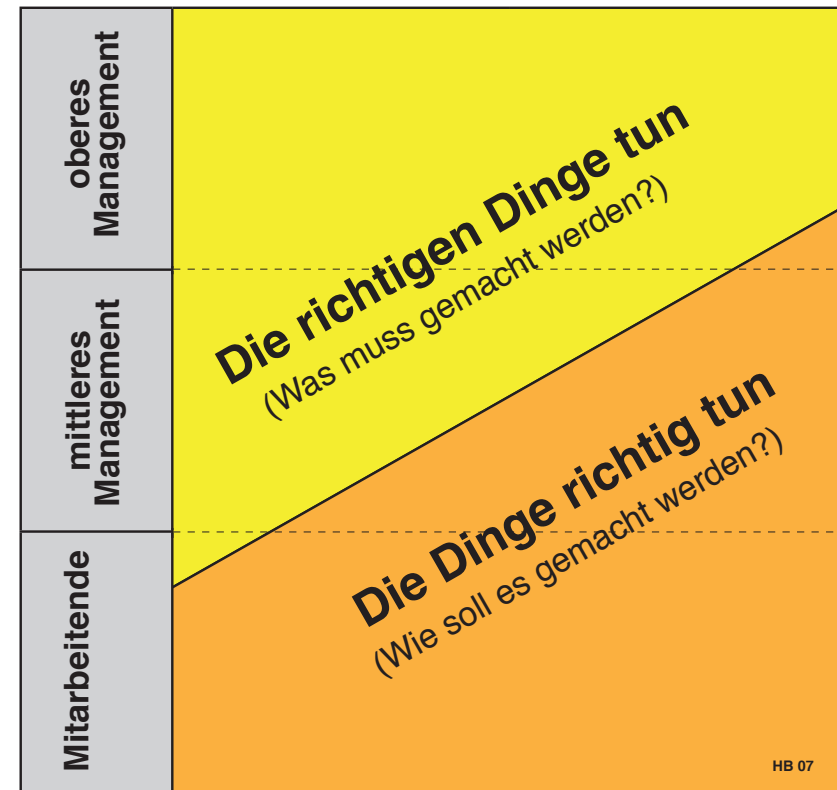 oberes
Management
Die richtigen Dinge tun
(Was muss gemacht werden?)
mittleres
Management
Die Dinge richtig tun
(Wie soll es gemacht werden?)
Mitarbeitende
HB 07